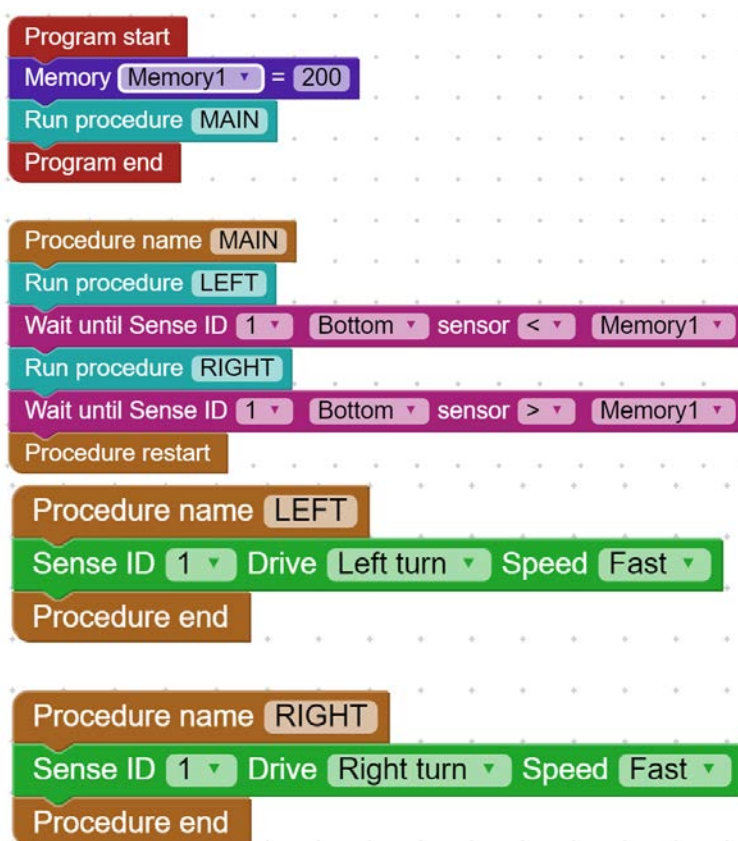 Program start
Memory Memory1 = 200
Run procedure MAIN
Program end
Procedure name MAIN
Run procedure LEFT
Wait until Sense ID 1 Bottom sensor < Memory1
Run procedure RIGHT
Wait until Sense ID 1 Bottom sensor > Memory1
Procedure restart
Procedure name LEFT
Sense ID 1 Drive Left turn Speed Fast
Procedure end
Procedure name RIGHT
Sense ID 1 Drive Right turn Speed Fast
Procedure end